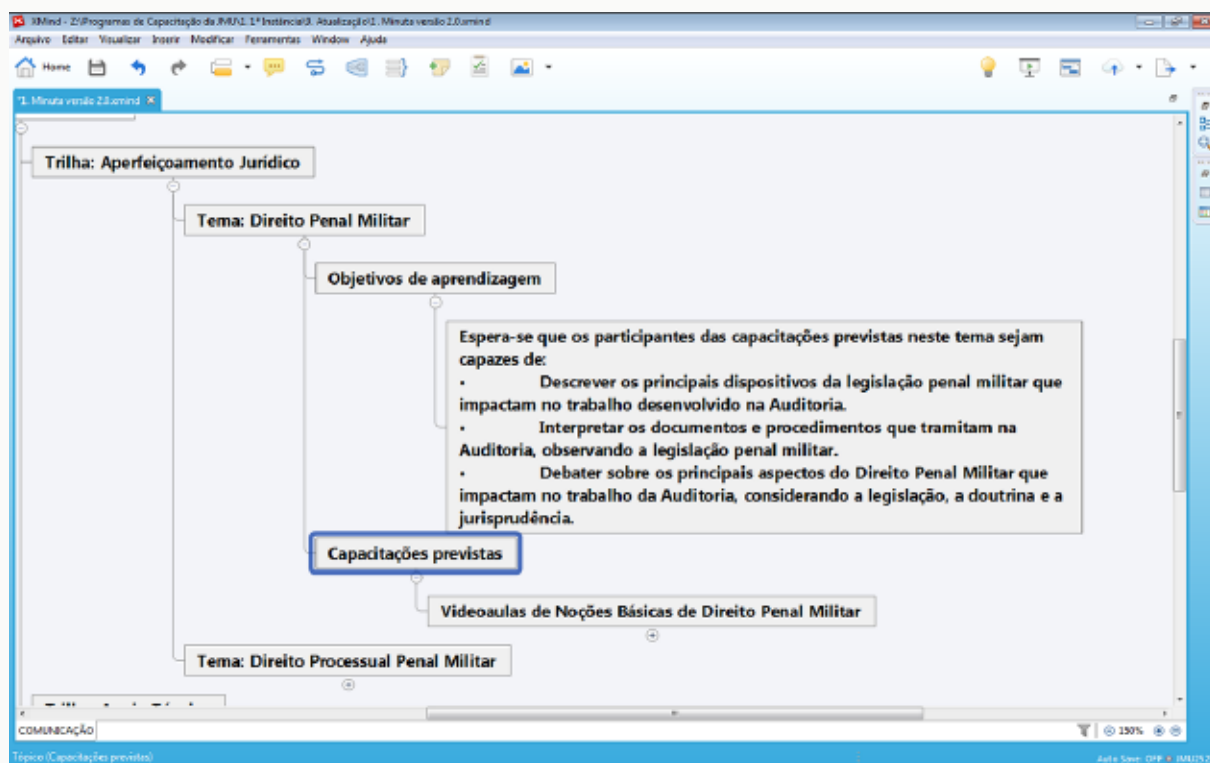 XMind - Z:\Programas de Capacitação da JMU\1. 1ª Instância\3. Atualização\1. Minuta versão 2.0.xmind
Arquivo Editar Visualizar Inserir Modificar Ferramentas Window Ajuda
Home
*1. Minuta versão 2.0.xmind
Trilha: Aperfeiçoamento Jurídico
Tema: Direito Penal Militar
Objetivos de aprendizagem
Espera-se que os participantes das capacitações previstas neste tema sejam
capazes de:
• Descrever os principais dispositivos da legislação penal militar que
impactam no trabalho desenvolvido na Auditoria.
• Interpretar os documentos e procedimentos que tramitam na
Auditoria, observando a legislação penal militar.
• Debater sobre os principais aspectos do Direito Penal Militar que
impactam no trabalho da Auditoria, considerando a legislação, a doutrina e a
jurisprudência.
Capacitações previstas
Videoaulas de Noções Básicas de Direito Penal Militar
Tema: Direito Processual Penal Militar
COMUNICAÇÃO
150%
Tópico (Capacitações previstas)
Auto Save: OFF